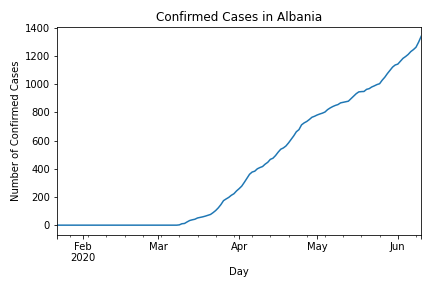 Confirmed Cases in Albania
1400
1200
1000
800
600
400
200
0
Number of Confirmed Cases
Feb Mar Apr May Jun
2020
Day